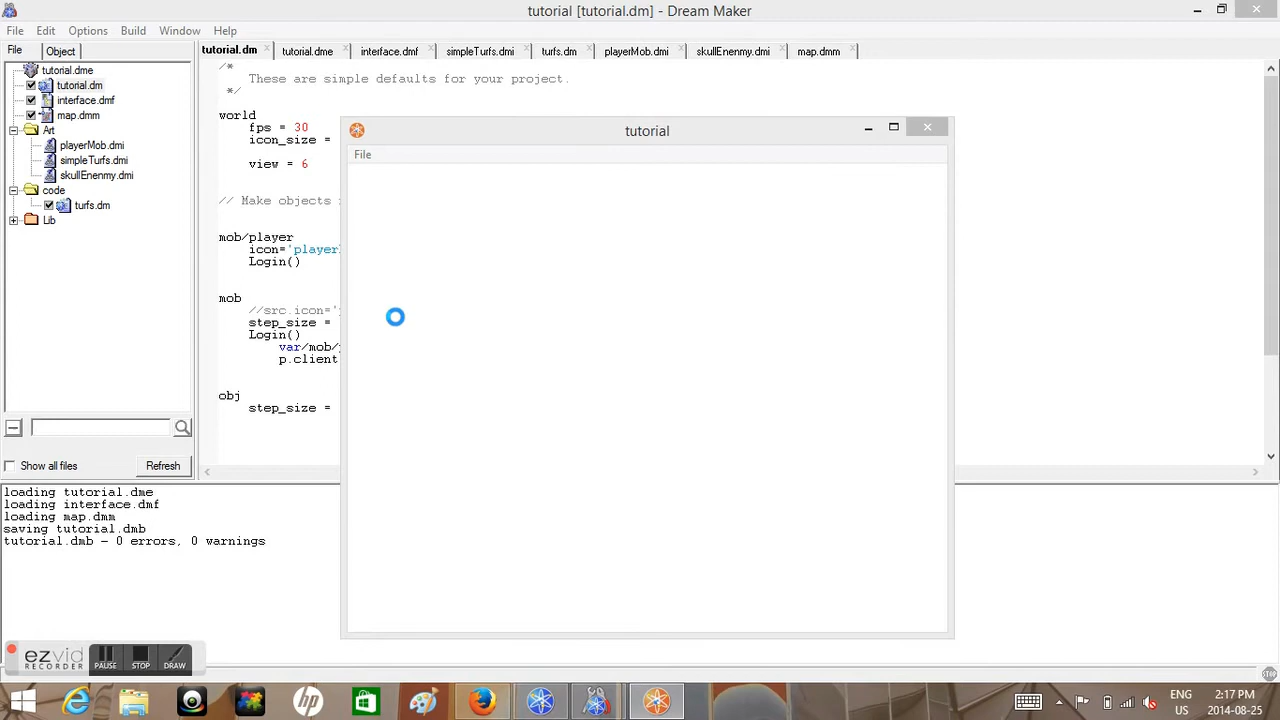 tutorial [tutorial.dm] - Dream Maker
File Edit Options Build Window Help
File Object
tutorial.dm tutorial.dme interface.dmf simpleTurfs.dmi turfs.dm playerMob.dmi skullEnenmy.dmi map.dmm
tutorial.dme
tutorial.dm
interface.dmf
map.dmm
Art
playerMob.dmi
simpleTurfs.dmi
skullEnenmy.dmi
code
turfs.dm
Lib
Show all files Refresh
/*
These are simple defaults for your project.
*/
world
fps = 30
icon_size =
view = 6
// Make objects
mob/player
icon='player
Login()
mob
//src.icon='
step_size =
Login()
var/mob/
p.client
obj
step_size =
tutorial
File
loading tutorial.dme
loading interface.dmf
loading map.dmm
saving tutorial.dmb
tutorial.dmb - 0 errors, 0 warnings
ezvid
RECORDER
PAUSE STOP DRAW
hp
ENG
US
2:17 PM
2014-08-25